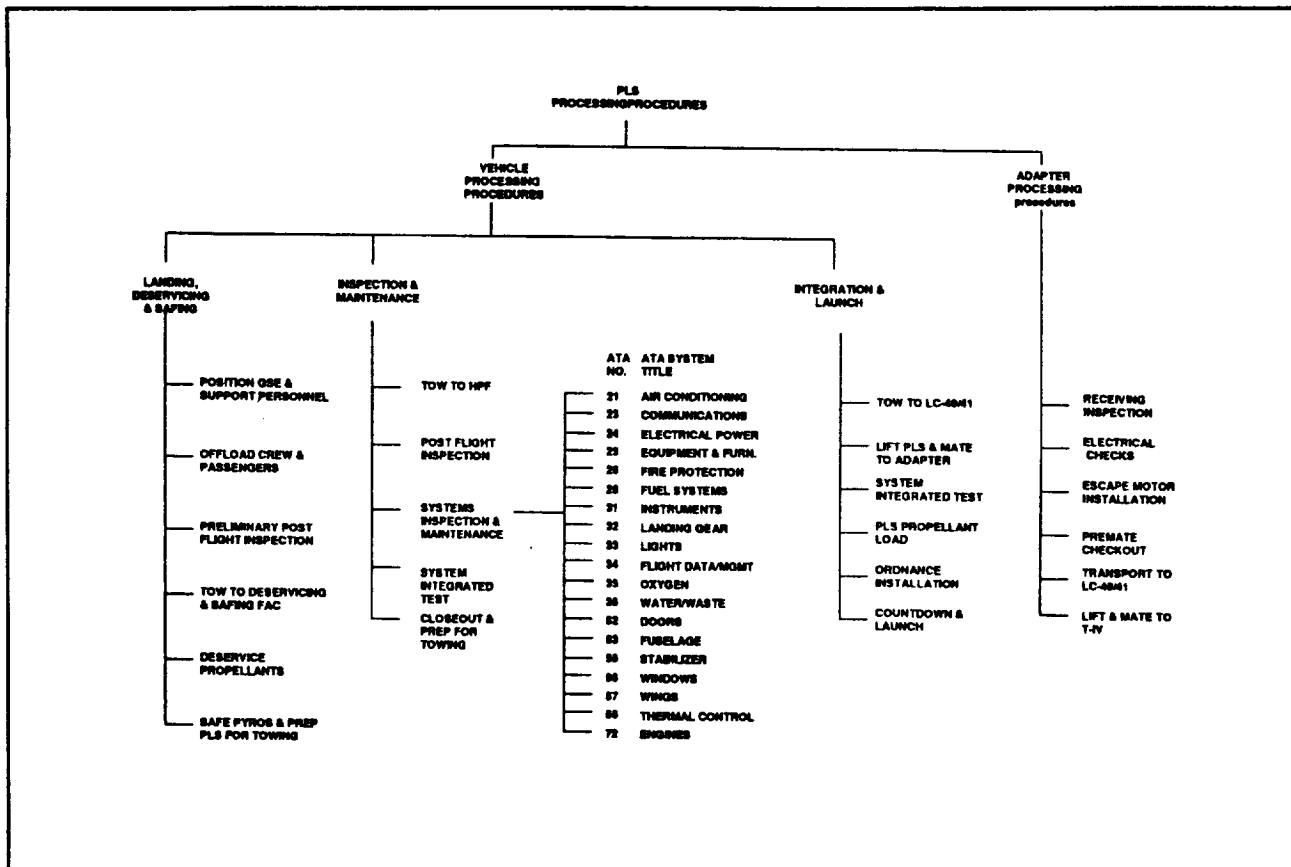 PLS
PROCESSINGPROCEDURES
VEHICLE
PROCESSING
PROCEDURES
ADAPTER
PROCESSING
procedures
LANDING,
DESERVICING
& SAFING
INSPECTION &
MAINTENANCE
INTEGRATION &
LAUNCH
POSITION GSE &
SUPPORT PERSONNEL
OFFLOAD CREW &
PASSENGERS
PRELIMINARY POST
FLIGHT INSPECTION
TOW TO DESERVICING
& SAFING FAC
DESERVICE
PROPELLANTS
SAFE PYROS & PREP
PLS FOR TOWING
TOW TO HPF
POST FLIGHT
INSPECTION
SYSTEMS
INSPECTION &
MAINTENANCE
SYSTEM
INTEGRATED
TEST
CLOSEOUT &
PREP FOR
TOWING
ATA ATA SYSTEM
NO. TITLE
21 AIR CONDITIONING
23 COMMUNICATIONS
ELECTRICAL POWER
EQUIPMENT & FURN.
FIRE PROTECTION
FUEL SYSTEMS
31 INSTRUMENTS
32 LANDING GEAR
33 LIGHTS
34 FLIGHT DATA/MGMT
35 OXYGEN
WATER/WASTE
52 DOORS
53 FUSELAGE
STABILIZER
WINDOWS
57 WINGS
THERMAL CONTROL
72 ENGINES
TOW TO LC-40/41
LIFT PLS & MATE
TO ADAPTER
SYSTEM
INTEGRATED TEST
PLS PROPELLANT
LOAD
ORDNANCE
INSTALLATION
COUNTDOWN &
LAUNCH
RECEIVING
INSPECTION
ELECTRICAL
CHECKS
ESCAPE MOTOR
INSTALLATION
PREMATE
CHECKOUT
TRANSPORT TO
LC-40/41
LIFT & MATE TO
T-IV